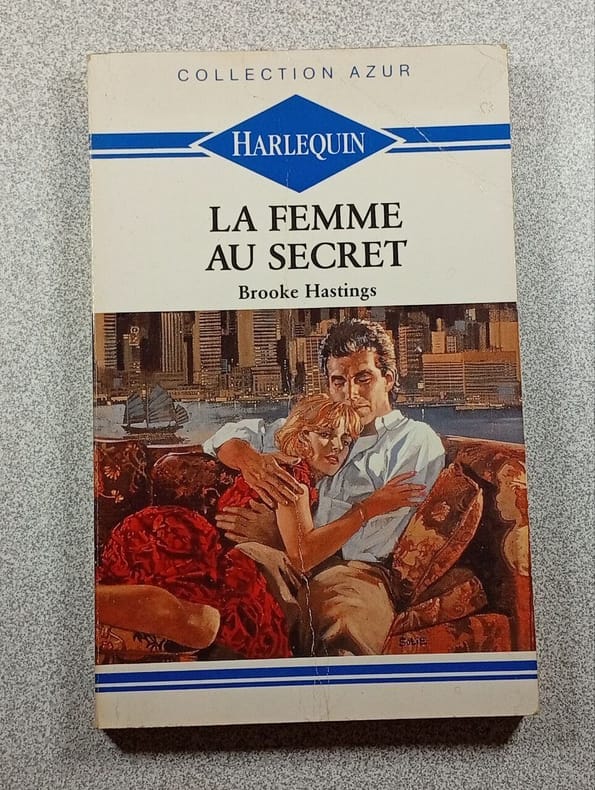 COLLECTION AZUR
HARLEQUIN
LA FEMME
AU SECRET
Brooke Hastings